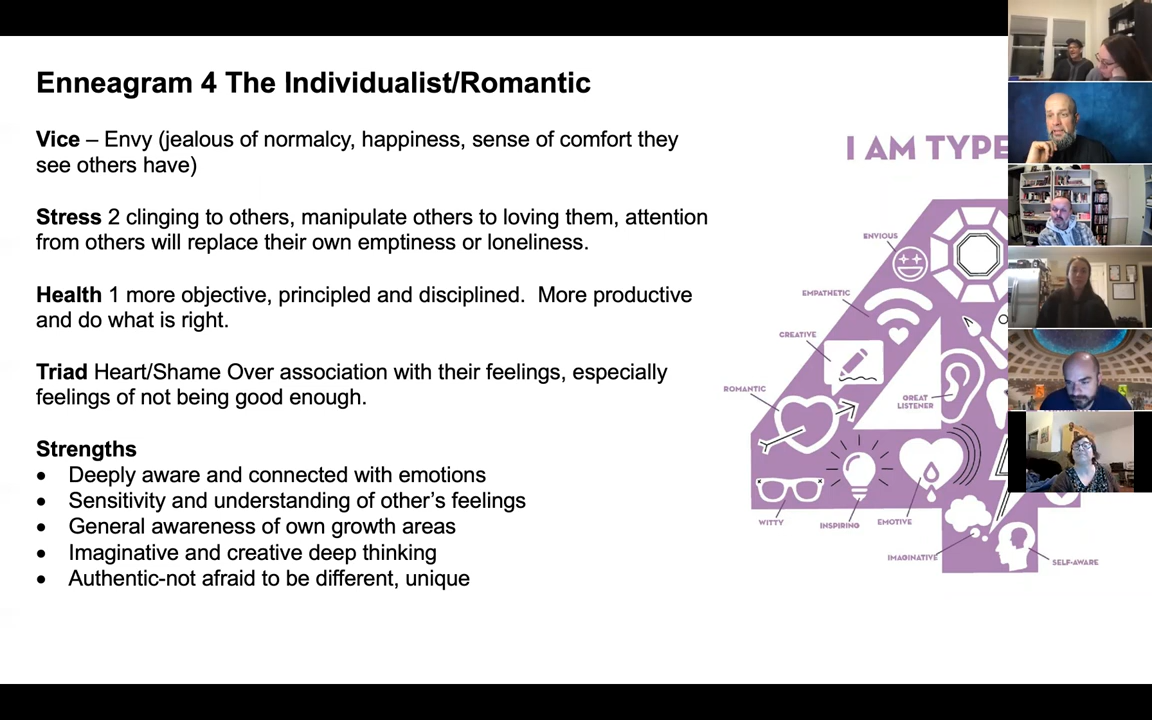 Enneagram 4 The Individualist/Romantic
Vice – Envy (jealous of normalcy, happiness, sense of comfort they
see others have)
Stress 2 clinging to others, manipulate others to loving them, attention
from others will replace their own emptiness or loneliness.
Health 1 more objective, principled and disciplined.  More productive
and do what is right.
Triad Heart/Shame Over association with their feelings, especially
feelings of not being good enough.
Strengths
• Deeply aware and connected with emotions
• Sensitivity and understanding of other’s feelings
• General awareness of own growth areas
• Imaginative and creative deep thinking
• Authentic-not afraid to be different, unique
I AM TYPE
ENVIOUS
EMPATHETIC
CREATIVE
ROMANTIC
GREAT
LISTENER
WITTY
INSPIRING
EMOTIVE
IMAGINATIVE
SELF-AWARE